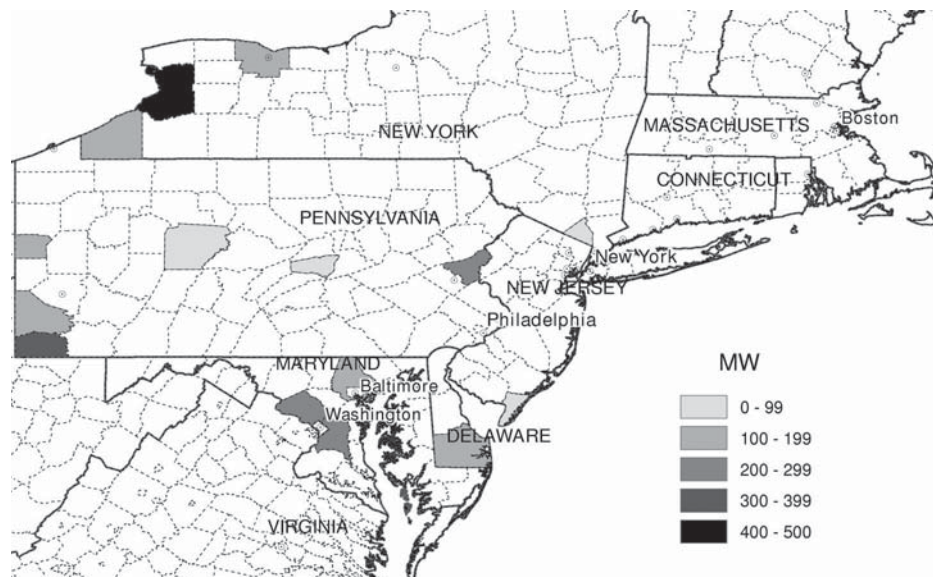 NEW YORK
MASSACHUSETTS
Boston
CONNECTICUT
PENNSYLVANIA
New York
NEW JERSEY
Philadelphia
MARYLAND
Baltimore
Washington
DELAWARE
VIRGINIA
MW
0 - 99
100 - 199
200 - 299
300 - 399
400 - 500